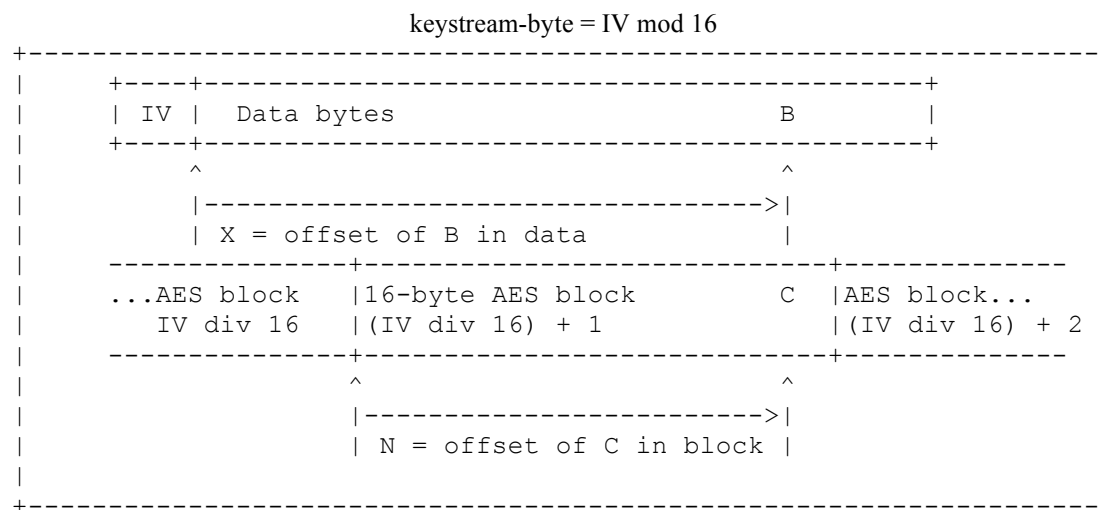 keystream-byte = IV mod 16
+-------------------------------------------------------------------
|     +----+---------------------------------------------+
|     | IV |  Data bytes                        B        |
|     +----+---------------------------------------------+
|          ^                                    ^
|          |----------------------------------->|
|          | X = offset of B in data            |
|     ---------------+-----------------------------+--------------
|     ...AES block   |16-byte AES block         C  |AES block...
|        IV div 16   |(IV div 16) + 1              |(IV div 16) + 2
|     ---------------+-----------------------------+--------------
|                    ^                          ^
|                    |------------------------->|
|                    | N = offset of C in block |
|
+-------------------------------------------------------------------